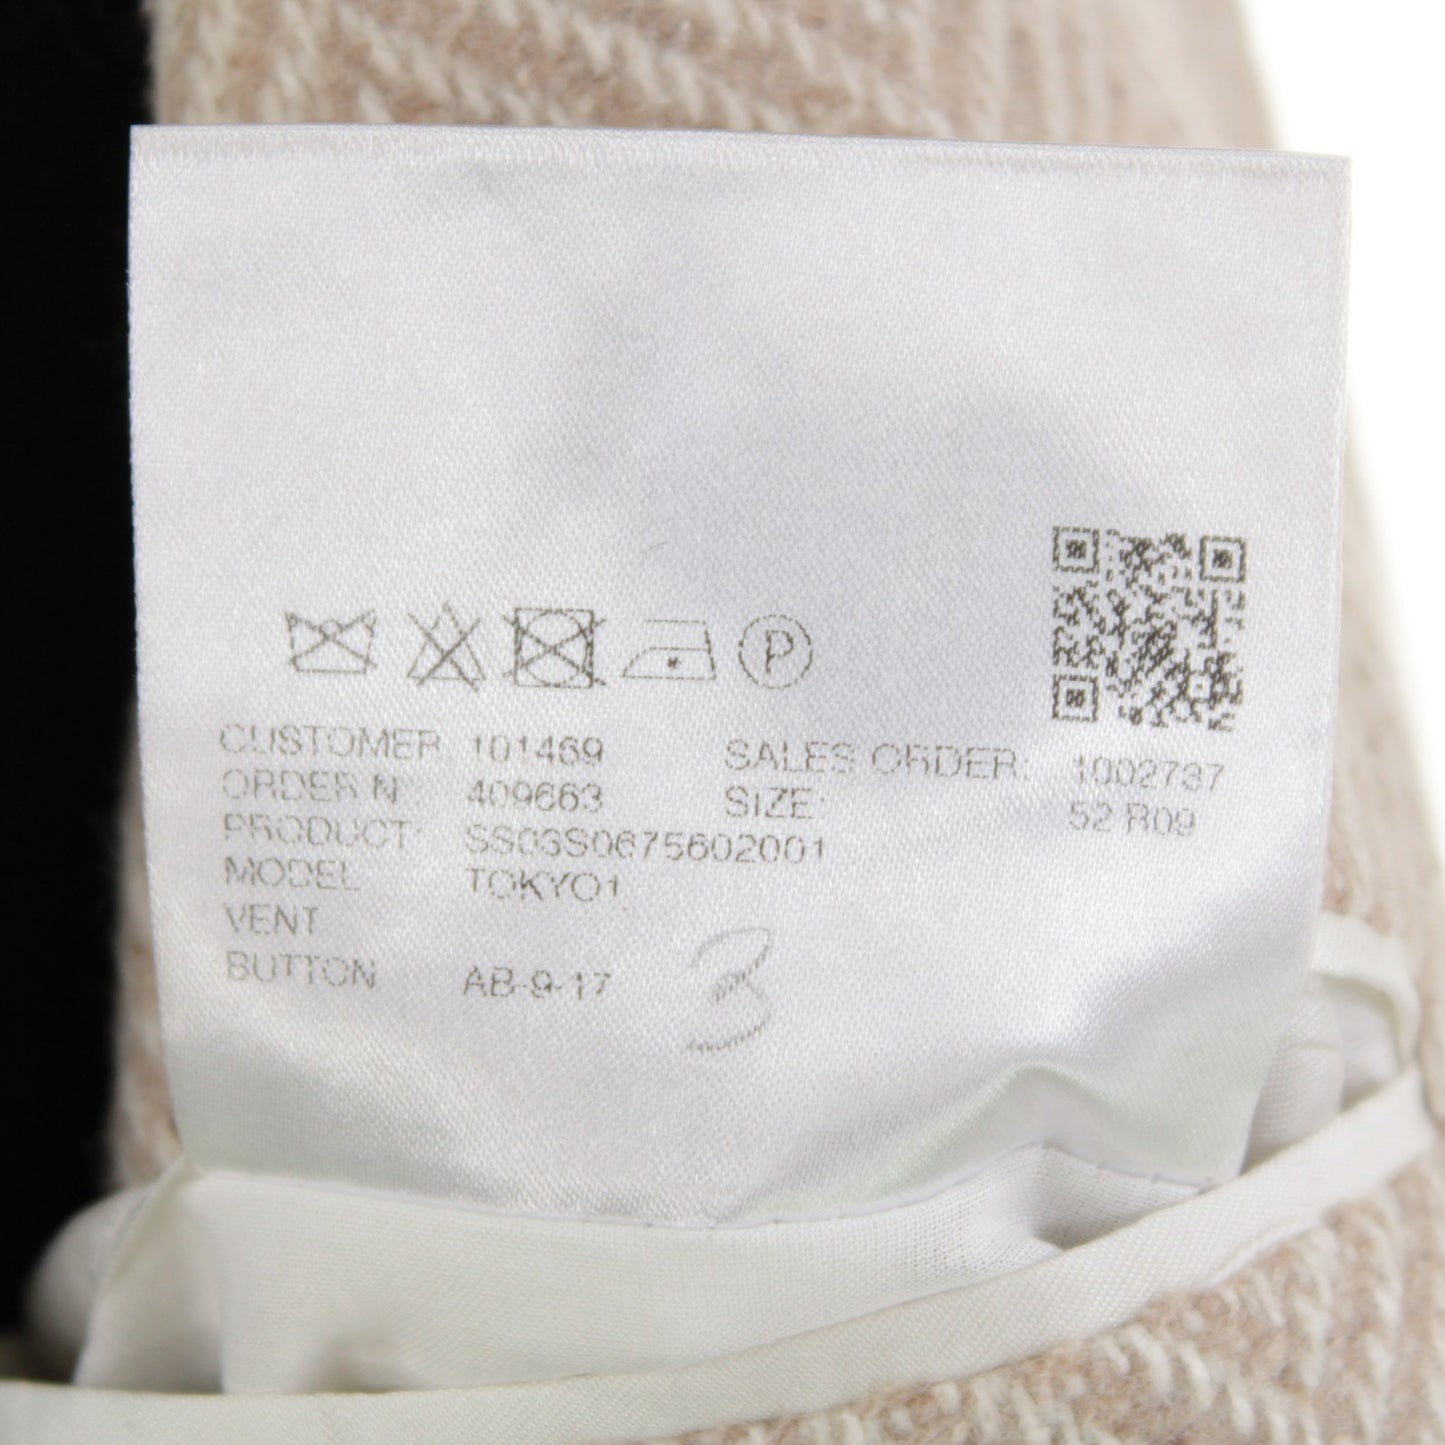 P
CUSTOMER 101469 SALES ORDER: 1002737
ORDER N° 409663 SIZE: 52 R09
PRODUCT: SS03S0675602001
MODEL TOKYO1
VENT
BUTTON AB-9-17
3